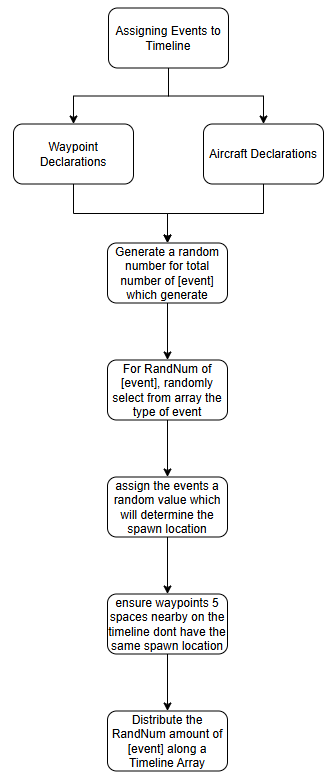 Assigning Events to
Timeline
Waypoint
Declarations
Aircraft Declarations
Generate a random
number for total
number of [event]
which generate
For RandNum of
[event], randomly
select from array the
type of event
assign the events a
random value which
will determine the
spawn location
ensure waypoints 5
spaces nearby on the
timeline dont have the
same spawn location
Distribute the
RandNum amount of
[event] along a
Timeline Array